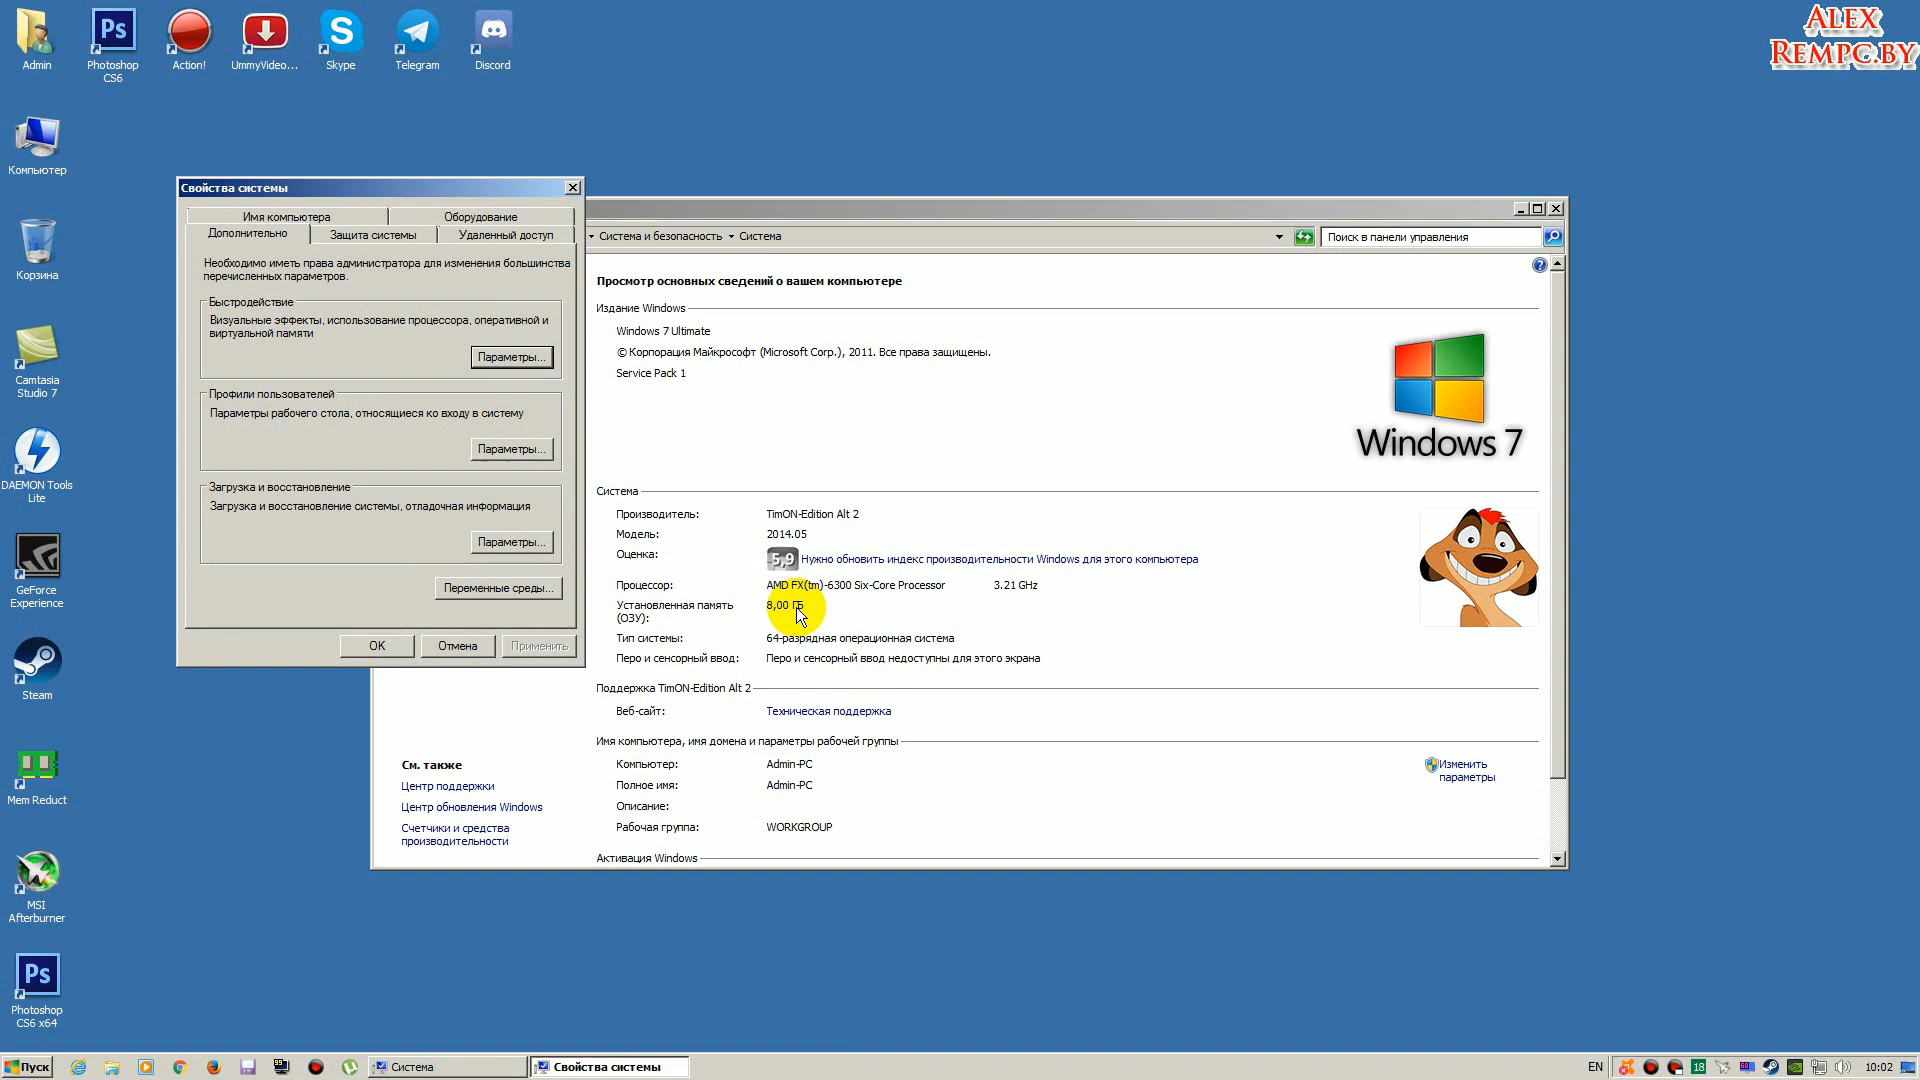 Alex
Rempc.by
Admin
Photoshop
CS6
Action!
UmmyVideo...
Skype
Telegram
Discord
Компьютер
Корзина
Camtasia
Studio 7
DAEMON Tools
Lite
GeForce
Experience
Steam
Mem Reduct
MSI
Afterburner
Photoshop
CS6 x64
Свойства системы
Имя компьютера
Оборудование
Дополнительно
Защита системы
Удаленный доступ
Необходимо иметь права администратора для изменения большинства
перечисленных параметров.
Быстродействие
Визуальные эффекты, использование процессора, оперативной и
виртуальной памяти
Параметры...
Профили пользователей
Параметры рабочего стола, относящиеся ко входу в систему
Параметры...
Загрузка и восстановление
Загрузка и восстановление системы, отладочная информация
Параметры...
Переменные среды...
OK
Отмена
Применить
Система и безопасность
Система
Поиск в панели управления
Просмотр основных сведений о вашем компьютере
Издание Windows
Windows 7 Ultimate
© Корпорация Майкрософт (Microsoft Corp.), 2011. Все права защищены.
Service Pack 1
Windows 7
Система
Производитель: TimON-Edition Alt 2
Модель: 2014.05
Оценка: 5,9 Нужно обновить индекс производительности Windows для этого компьютера
Процессор: AMD FX(tm)-6300 Six-Core Processor 3.21 GHz
Установленная память 8,00 ГБ
(ОЗУ):
Тип системы: 64-разрядная операционная система
Перо и сенсорный ввод: Перо и сенсорный ввод недоступны для этого экрана
Поддержка TimON-Edition Alt 2
Веб-сайт: Техническая поддержка
Имя компьютера, имя домена и параметры рабочей группы
Компьютер: Admin-PC
Полное имя: Admin-PC
Описание:
Рабочая группа: WORKGROUP
Изменить
параметры
Активация Windows
См. также
Центр поддержки
Центр обновления Windows
Счетчики и средства
производительности
Пуск
Система
Свойства системы
EN
18
10:02